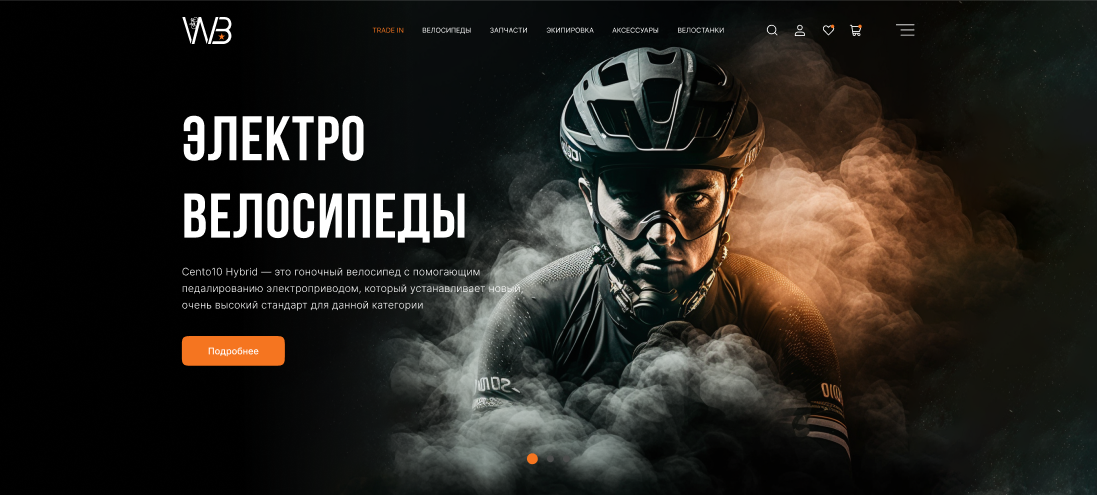 WB
TRADE IN ВЕЛОСИПЕДЫ ЗАПЧАСТИ ЭКИПИРОВКА АКСЕССУАРЫ ВЕЛОСТАНКИ
ЭЛЕКТРО
ВЕЛОСИПЕДЫ
Cento10 Hybrid — это гоночный велосипед с помогающим
педалированию электроприводом, который устанавливает новый,
очень высокий стандарт для данной категории
Подробнее